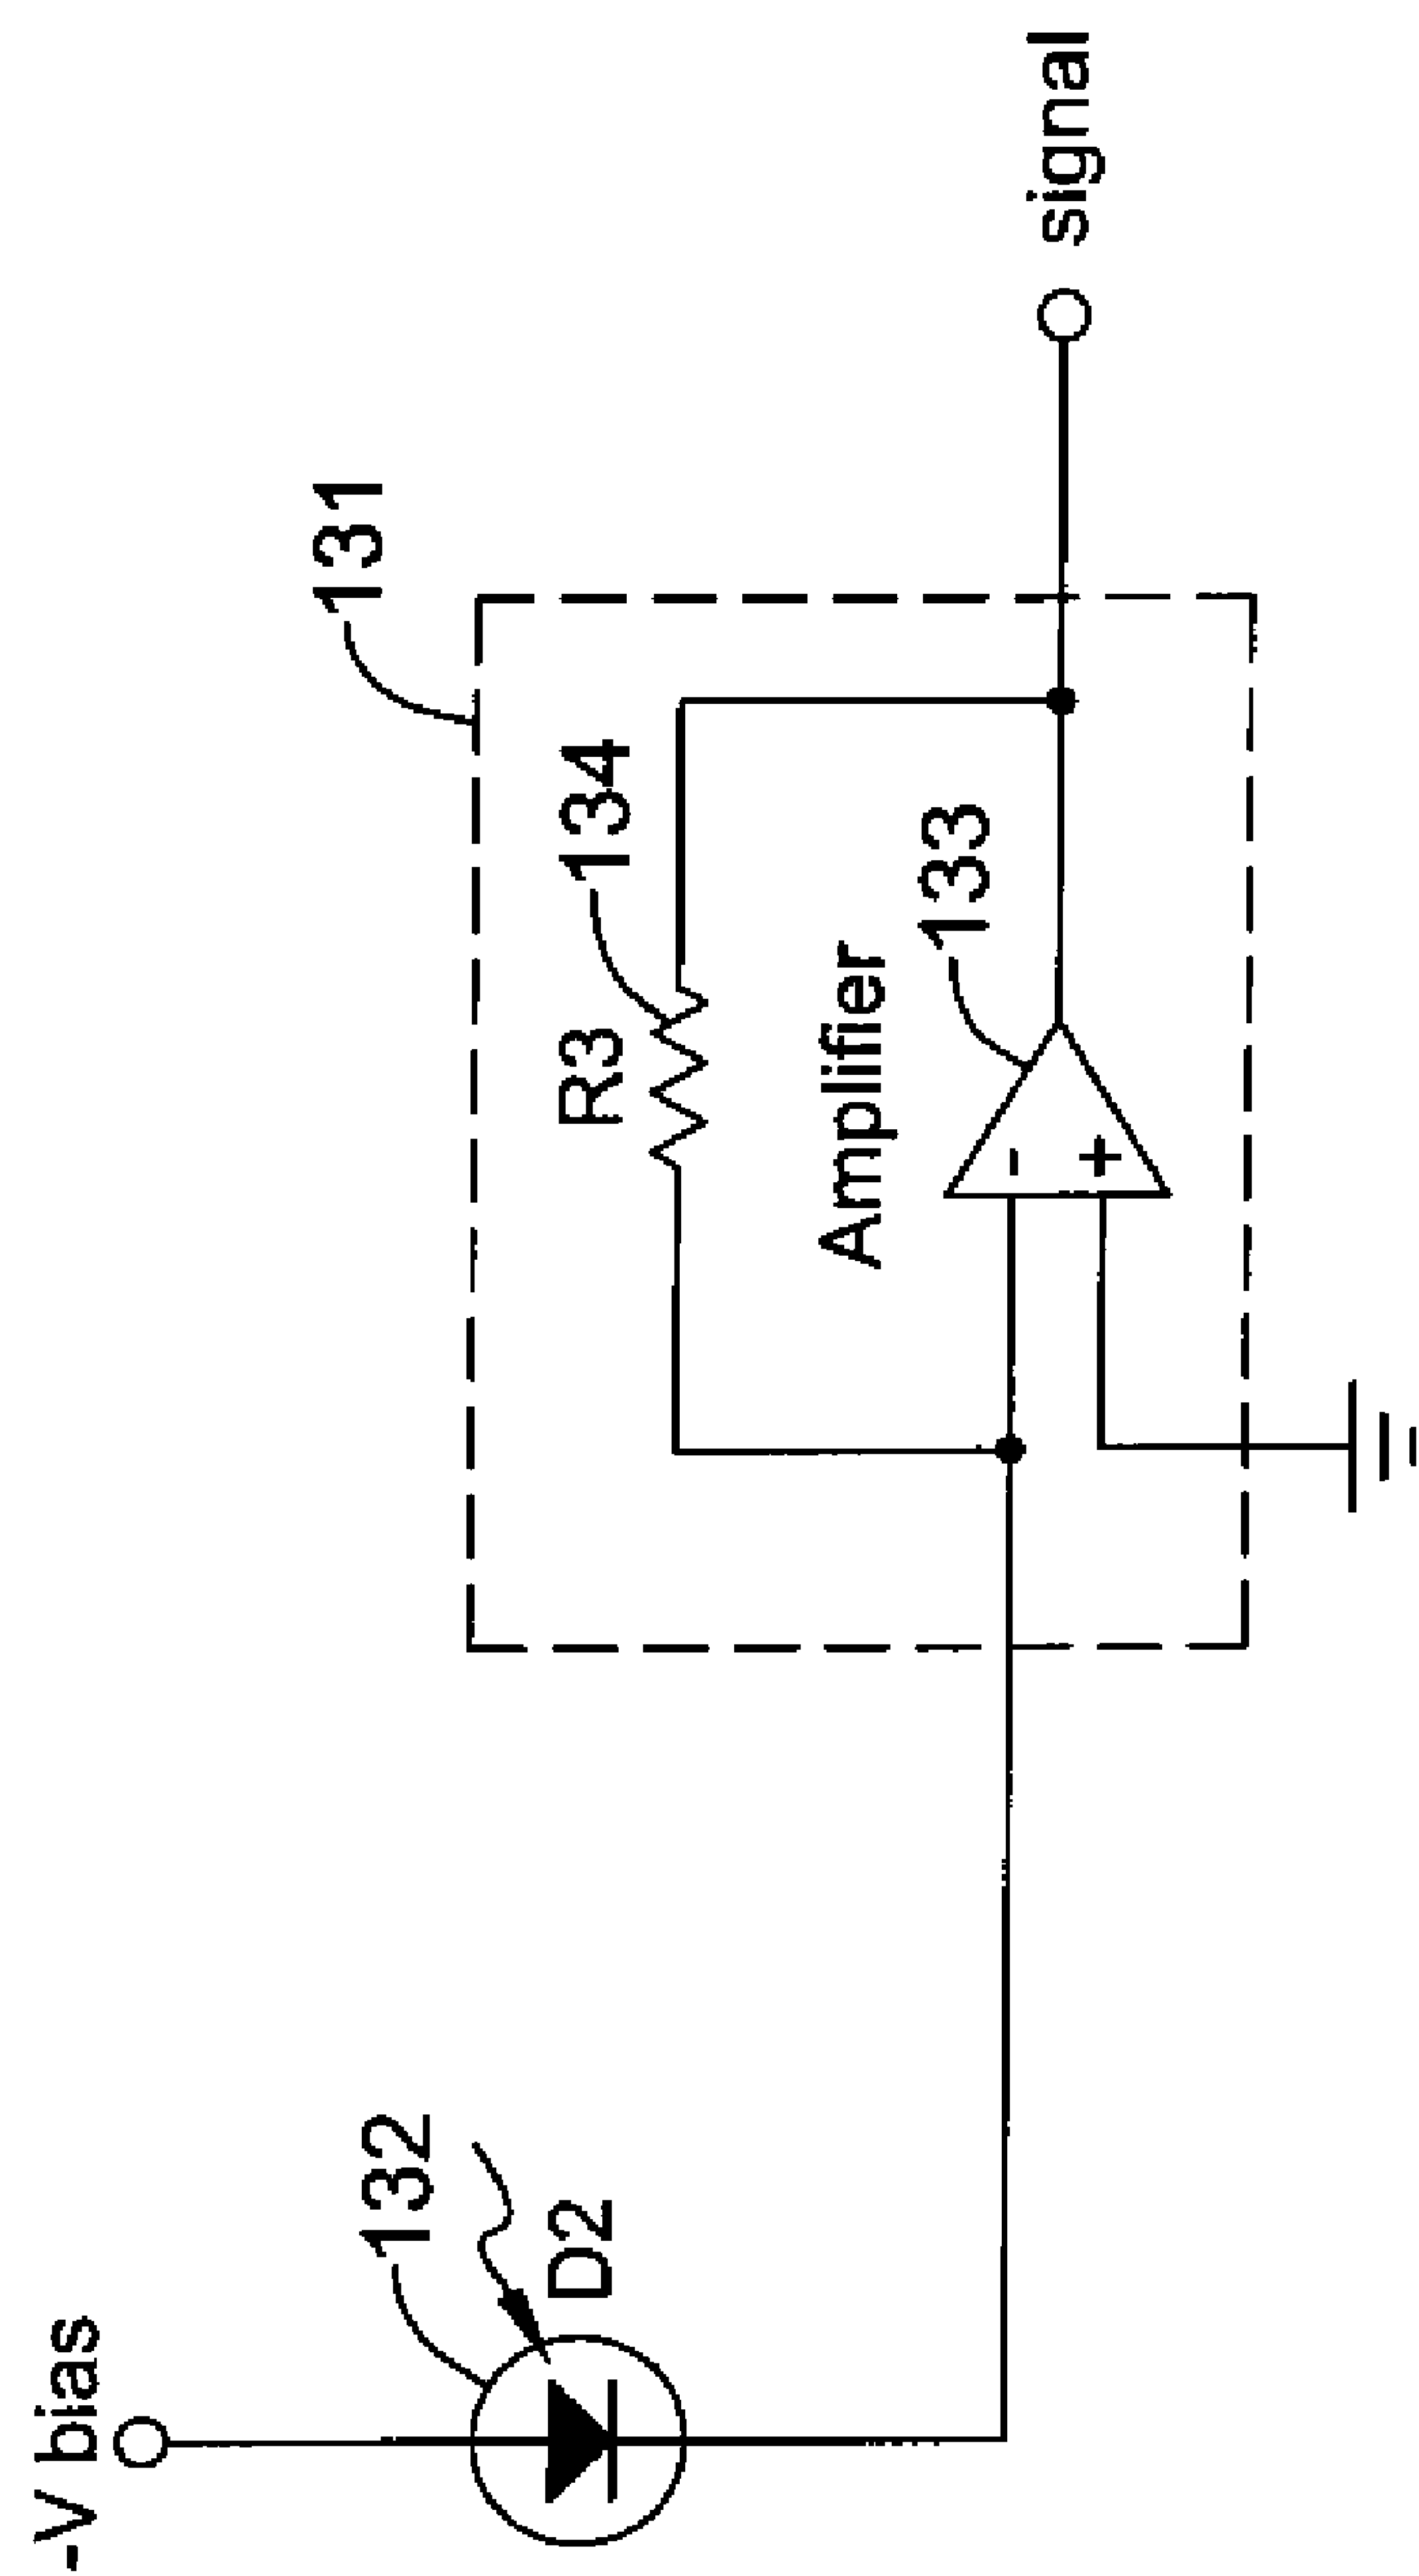 -V bias
132
D2
131
R3
134
Amplifier
133
-
+
signal